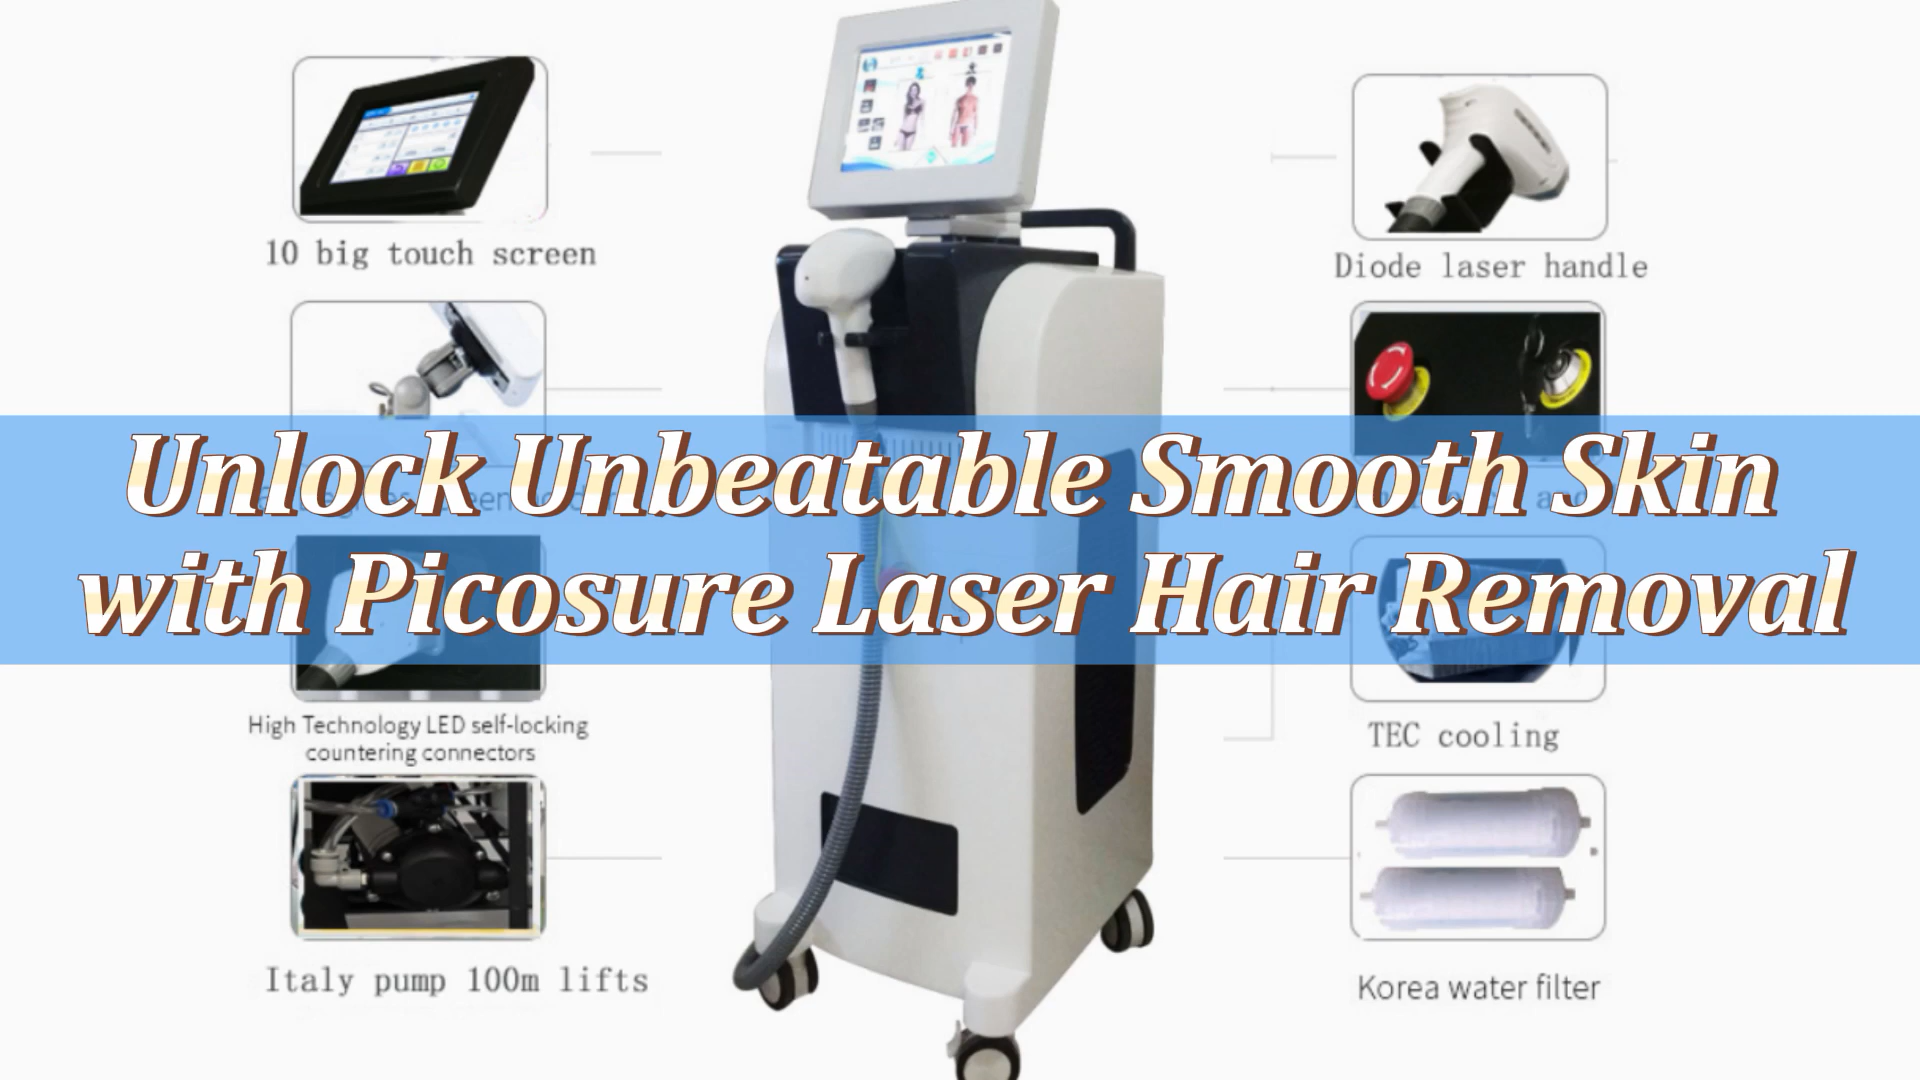 10 big touch screen
Diode laser handle
Unlock Unbeatable Smooth Skin
with Picosure Laser Hair Removal
High Technology LED self-locking
countering connectors
TEC cooling
Italy pump 100m lifts
Korea water filter